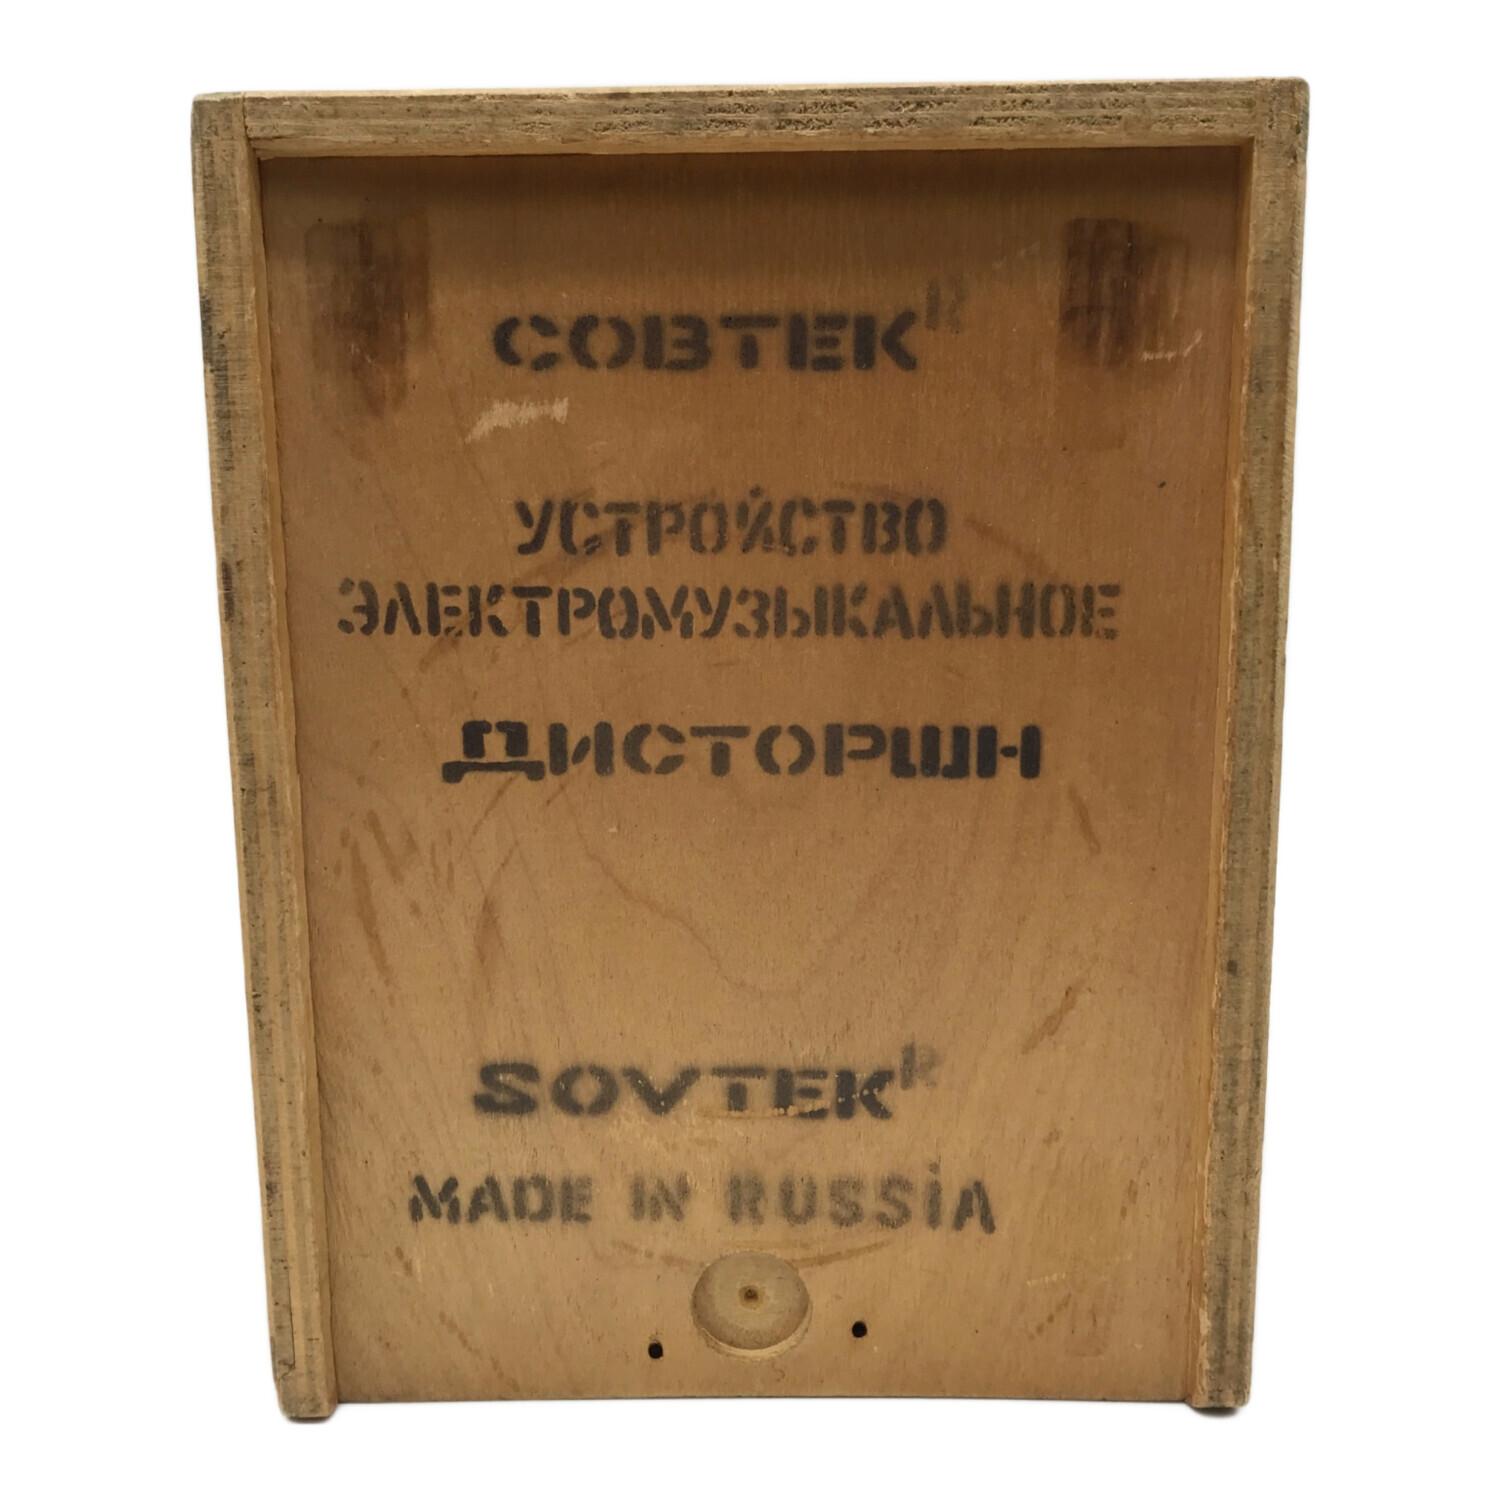 СОВТЕК R
УСТРОЙСТВО
ЭЛЕКТРОМУЗЫКАЛЬНОЕ
ДИСТОРШН
SOVTEK R
MADE IN RUSSiA